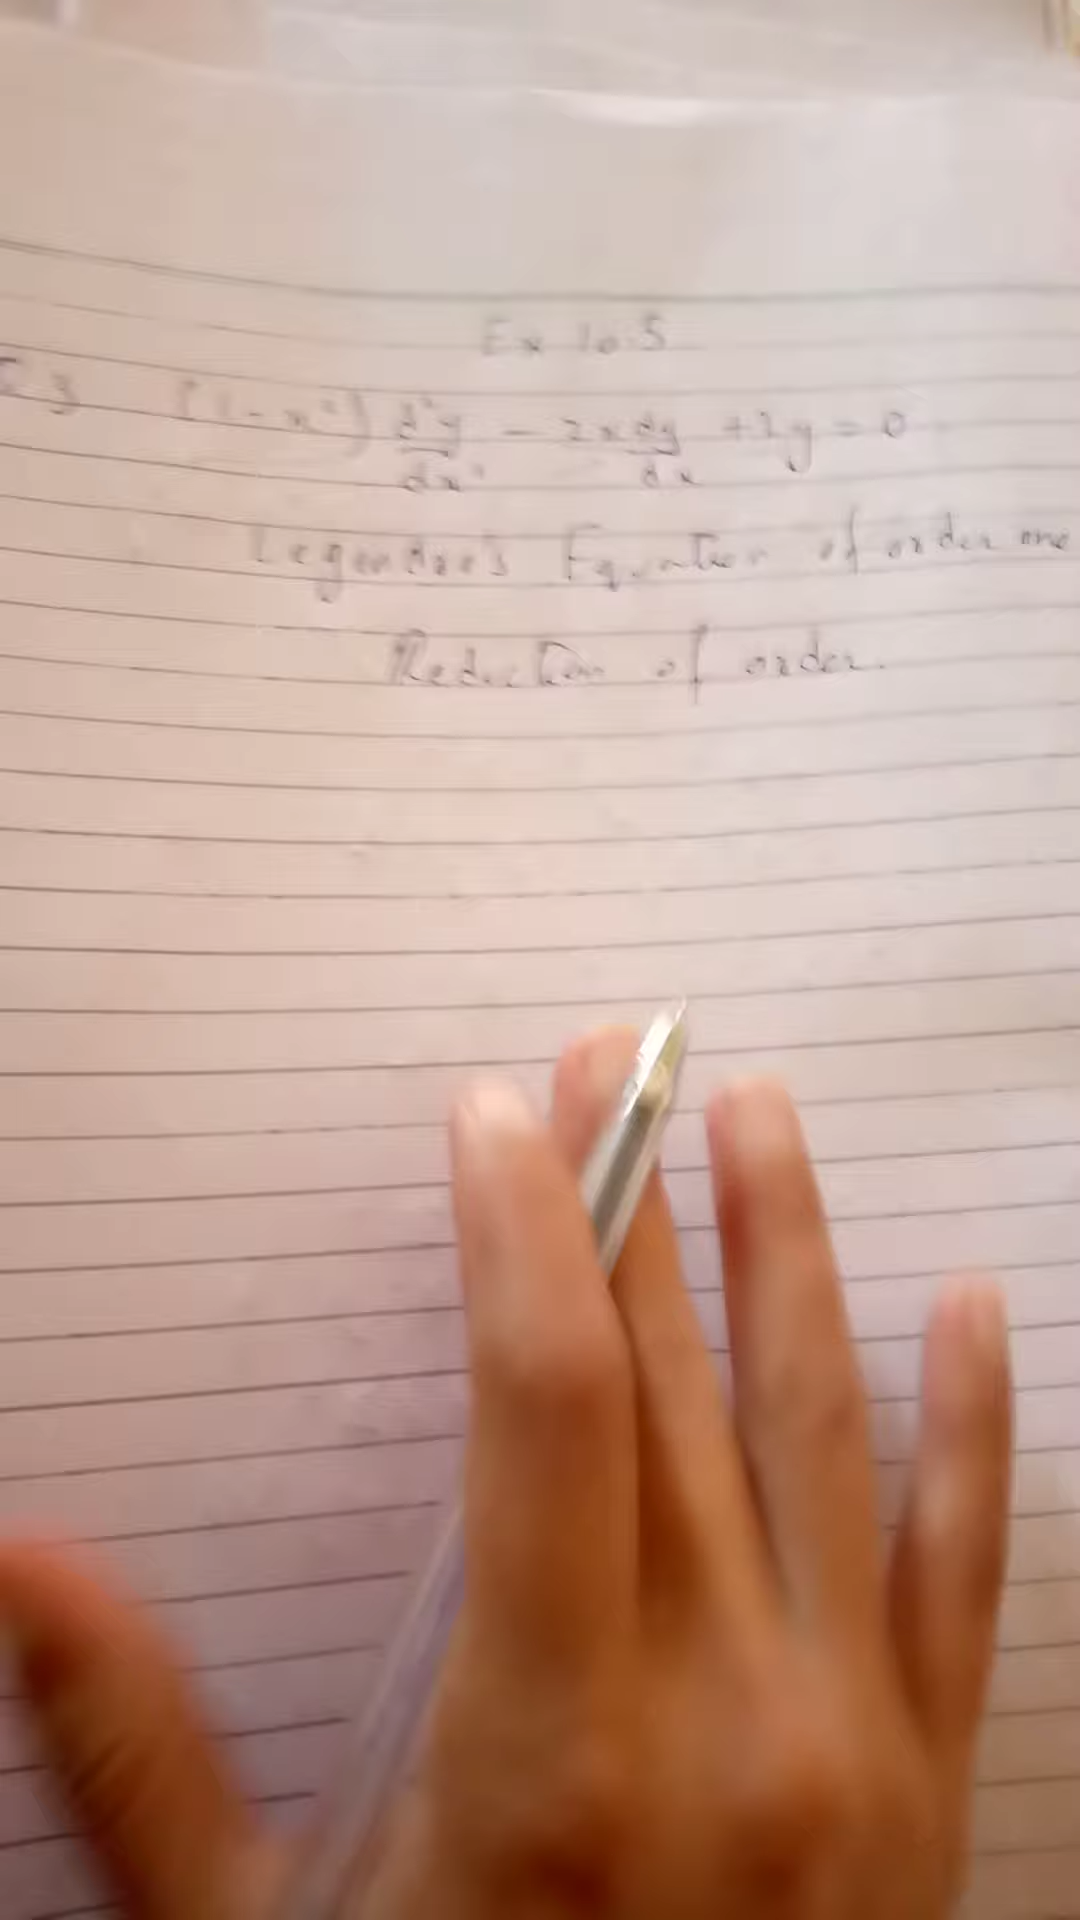 Ex 10.5
3 (1-x²) d²y/dx² - 2x dy/dx + 2y = 0
Legendre's Equation of order one
Reduction of order.